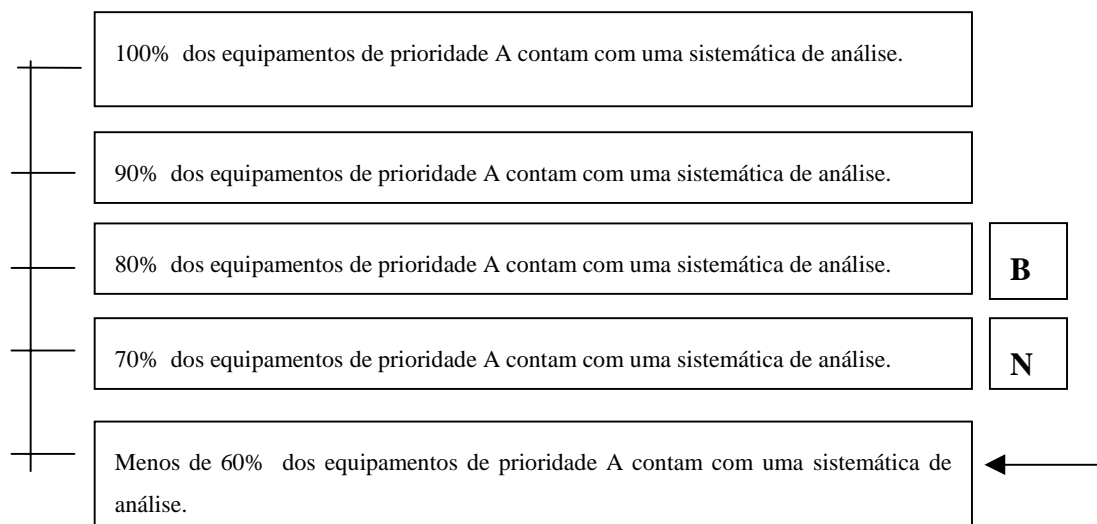 100% dos equipamentos de prioridade A contam com uma sistemática de análise.
90% dos equipamentos de prioridade A contam com uma sistemática de análise.
80% dos equipamentos de prioridade A contam com uma sistemática de análise.
B
70% dos equipamentos de prioridade A contam com uma sistemática de análise.
N
Menos de 60% dos equipamentos de prioridade A contam com uma sistemática de
análise.